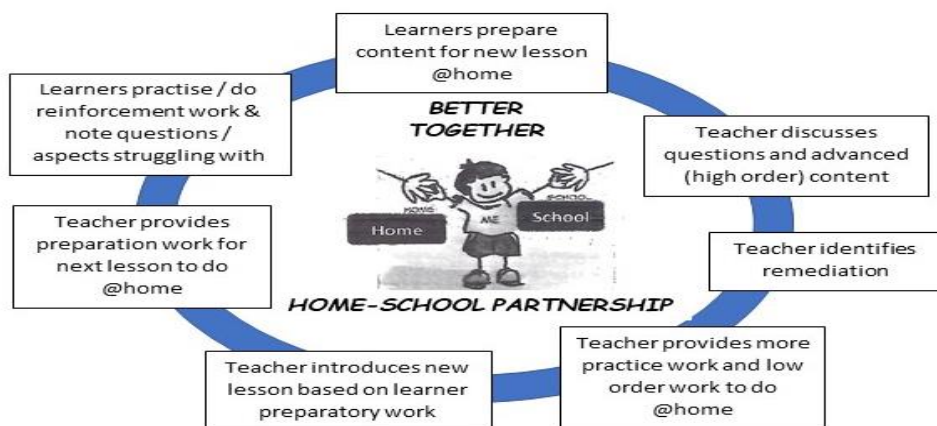 Learners prepare
content for new lesson
@home
Learners practise / do
reinforcement work &
note questions /
aspects struggling with
BETTER
TOGETHER
Teacher discusses
questions and advanced
(high order) content
HOME
SCHOOL
ME
Home
School
Teacher provides
preparation work for
next lesson to do
@home
Teacher identifies
remediation
HOME-SCHOOL PARTNERSHIP
Teacher introduces new
lesson based on learner
preparatory work
Teacher provides more
practice work and low
order work to do
@home